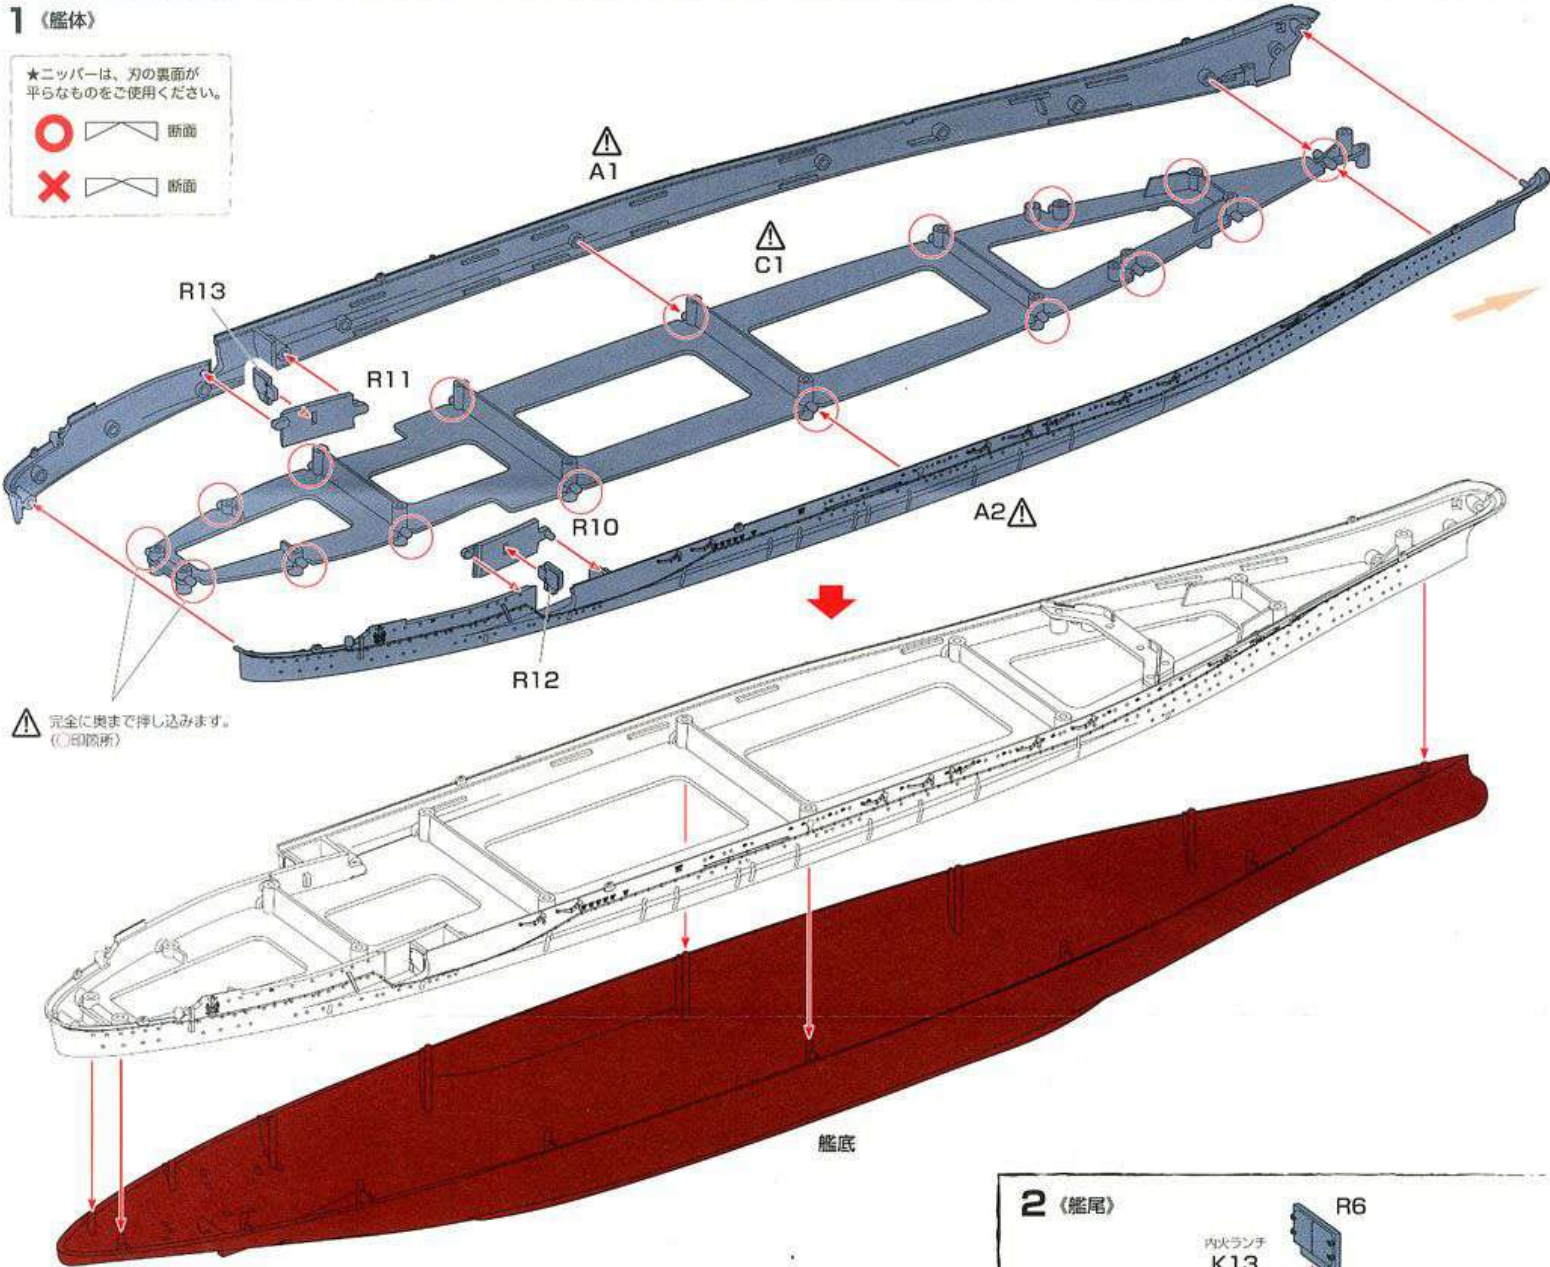 1 《艦体》
★ニッパーは、刃の裏面が
平らなものをご使用ください。
断面
断面
A1
C1
R13
R11
R10
A2
R12
完全に奥まで押し込みます。
(○印箇所)
艦底
2 《艦尾》
R6
内火ランチ
K13